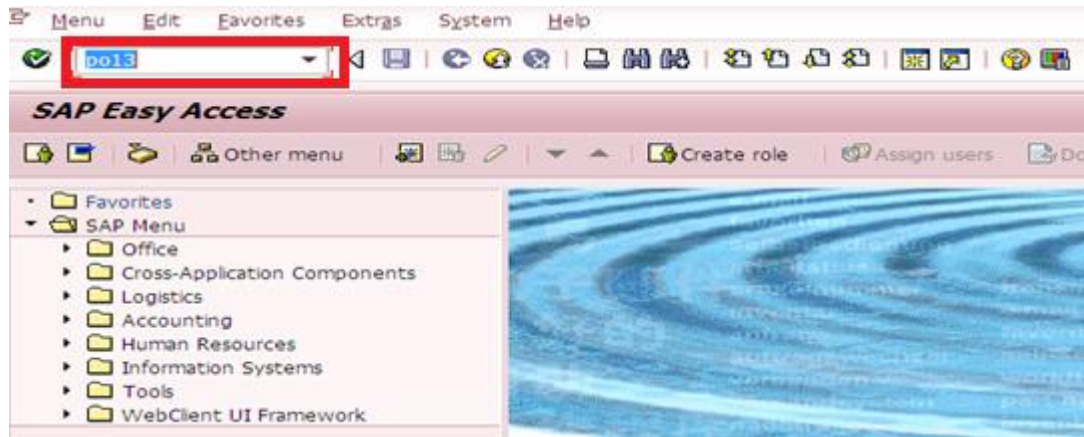 Menu Edit Favorites Extras System Help
po13
SAP Easy Access
Other menu Create role Assign users Do
Favorites
SAP Menu
Office
Cross-Application Components
Logistics
Accounting
Human Resources
Information Systems
Tools
WebClient UI Framework